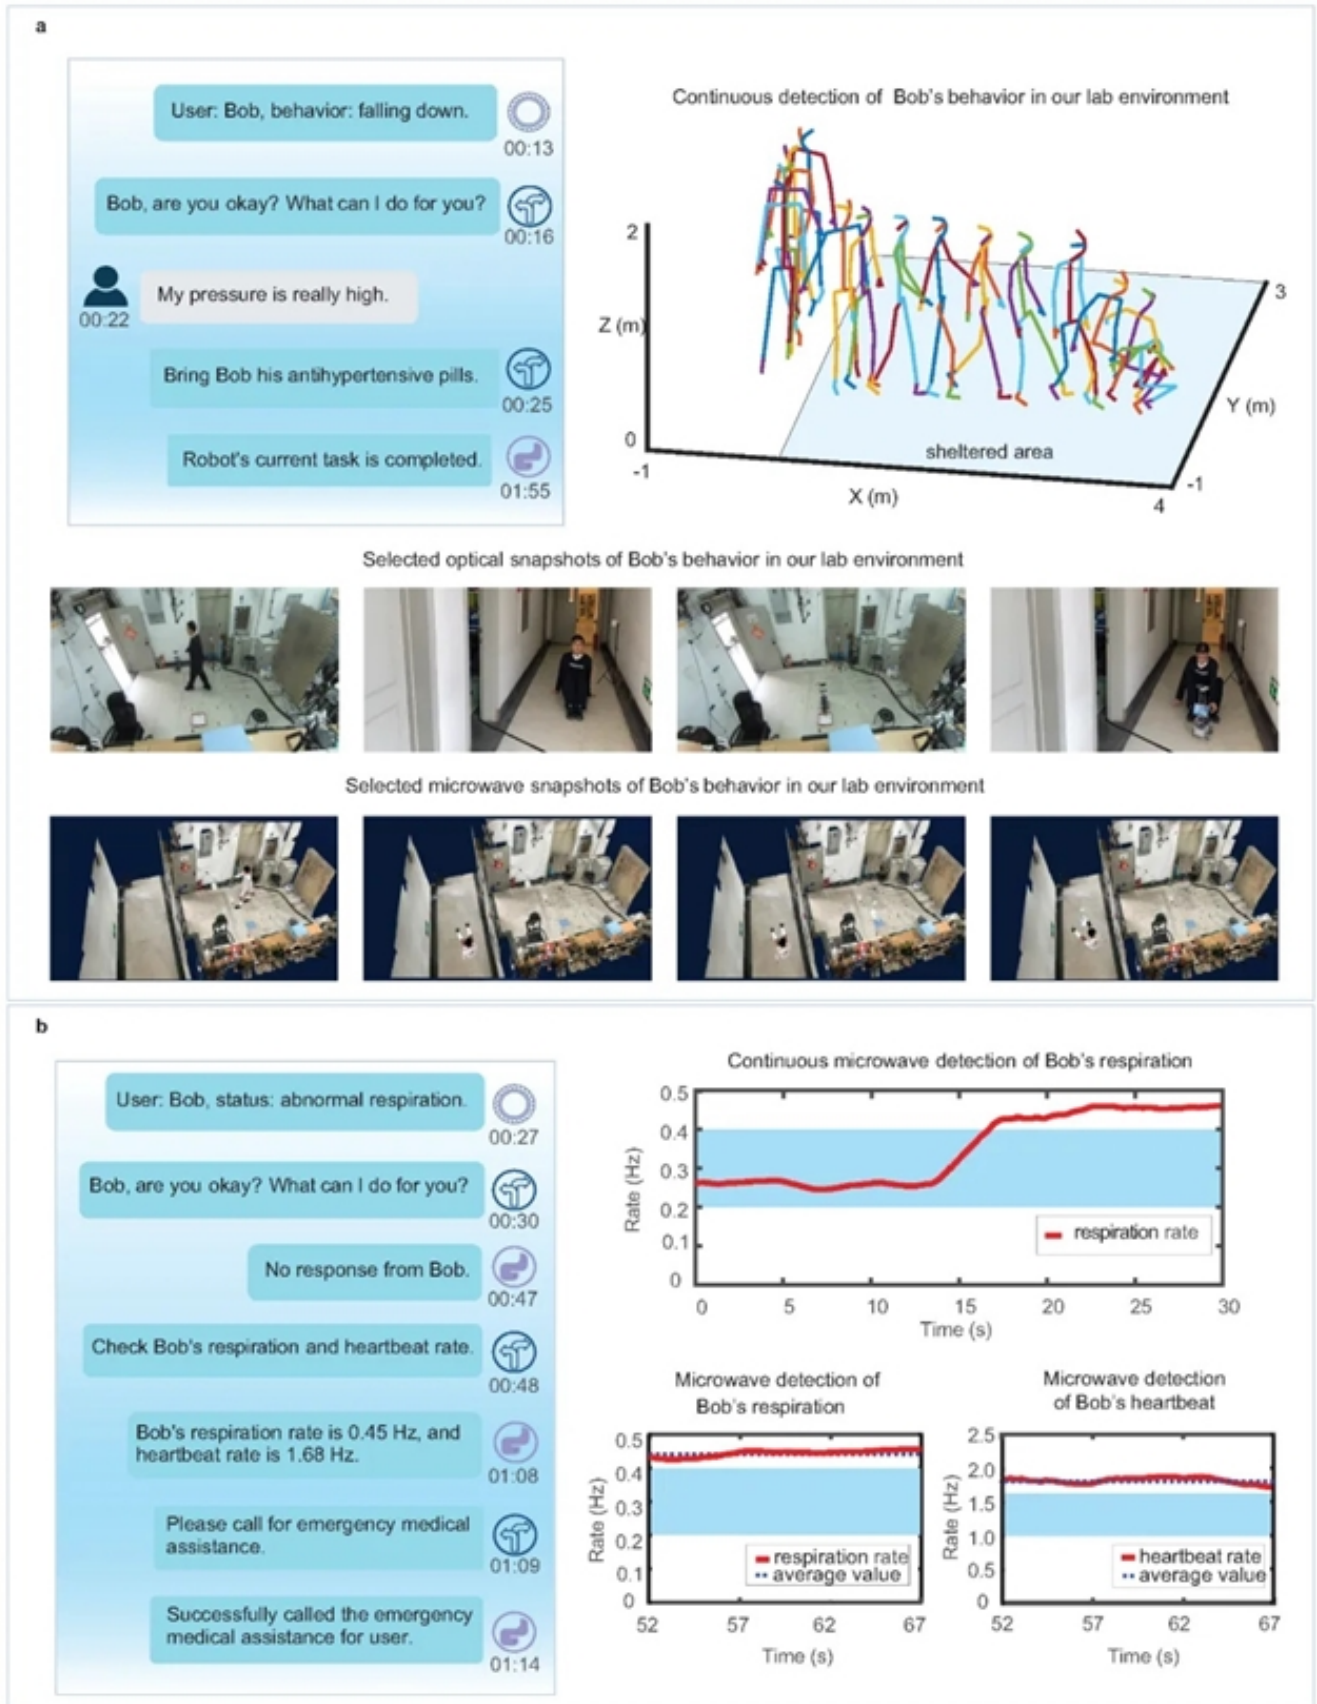 a
User: Bob, behavior: falling down.
00:13
Bob, are you okay? What can I do for you?
00:16
My pressure is really high.
00:22
Bring Bob his antihypertensive pills.
00:25
Robot's current task is completed.
01:55
Continuous detection of Bob's behavior in our lab environment
2
Z (m)
0
-1
X (m)
4
-1
Y (m)
3
sheltered area
Selected optical snapshots of Bob's behavior in our lab environment
Selected microwave snapshots of Bob's behavior in our lab environment
b
User: Bob, status: abnormal respiration.
00:27
Bob, are you okay? What can I do for you?
00:30
No response from Bob.
00:47
Check Bob's respiration and heartbeat rate.
00:48
Bob's respiration rate is 0.45 Hz, and
heartbeat rate is 1.68 Hz.
01:08
Please call for emergency medical
assistance.
01:09
Successfully called the emergency
medical assistance for user.
01:14
Continuous microwave detection of Bob's respiration
0.5
0.4
0.3
0.2
0.1
0
Rate (Hz)
respiration rate
0 5 10 15 20 25 30
Time (s)
Microwave detection of
Bob's respiration
0.5
0.4
0.3
0.2
0.1
0
Rate (Hz)
respiration rate
average value
52 57 62 67
Time (s)
Microwave detection
of Bob's heartbeat
2.5
2.0
1.5
1.0
0.5
0
Rate (Hz)
heartbeat rate
average value
52 57 62 67
Time (s)